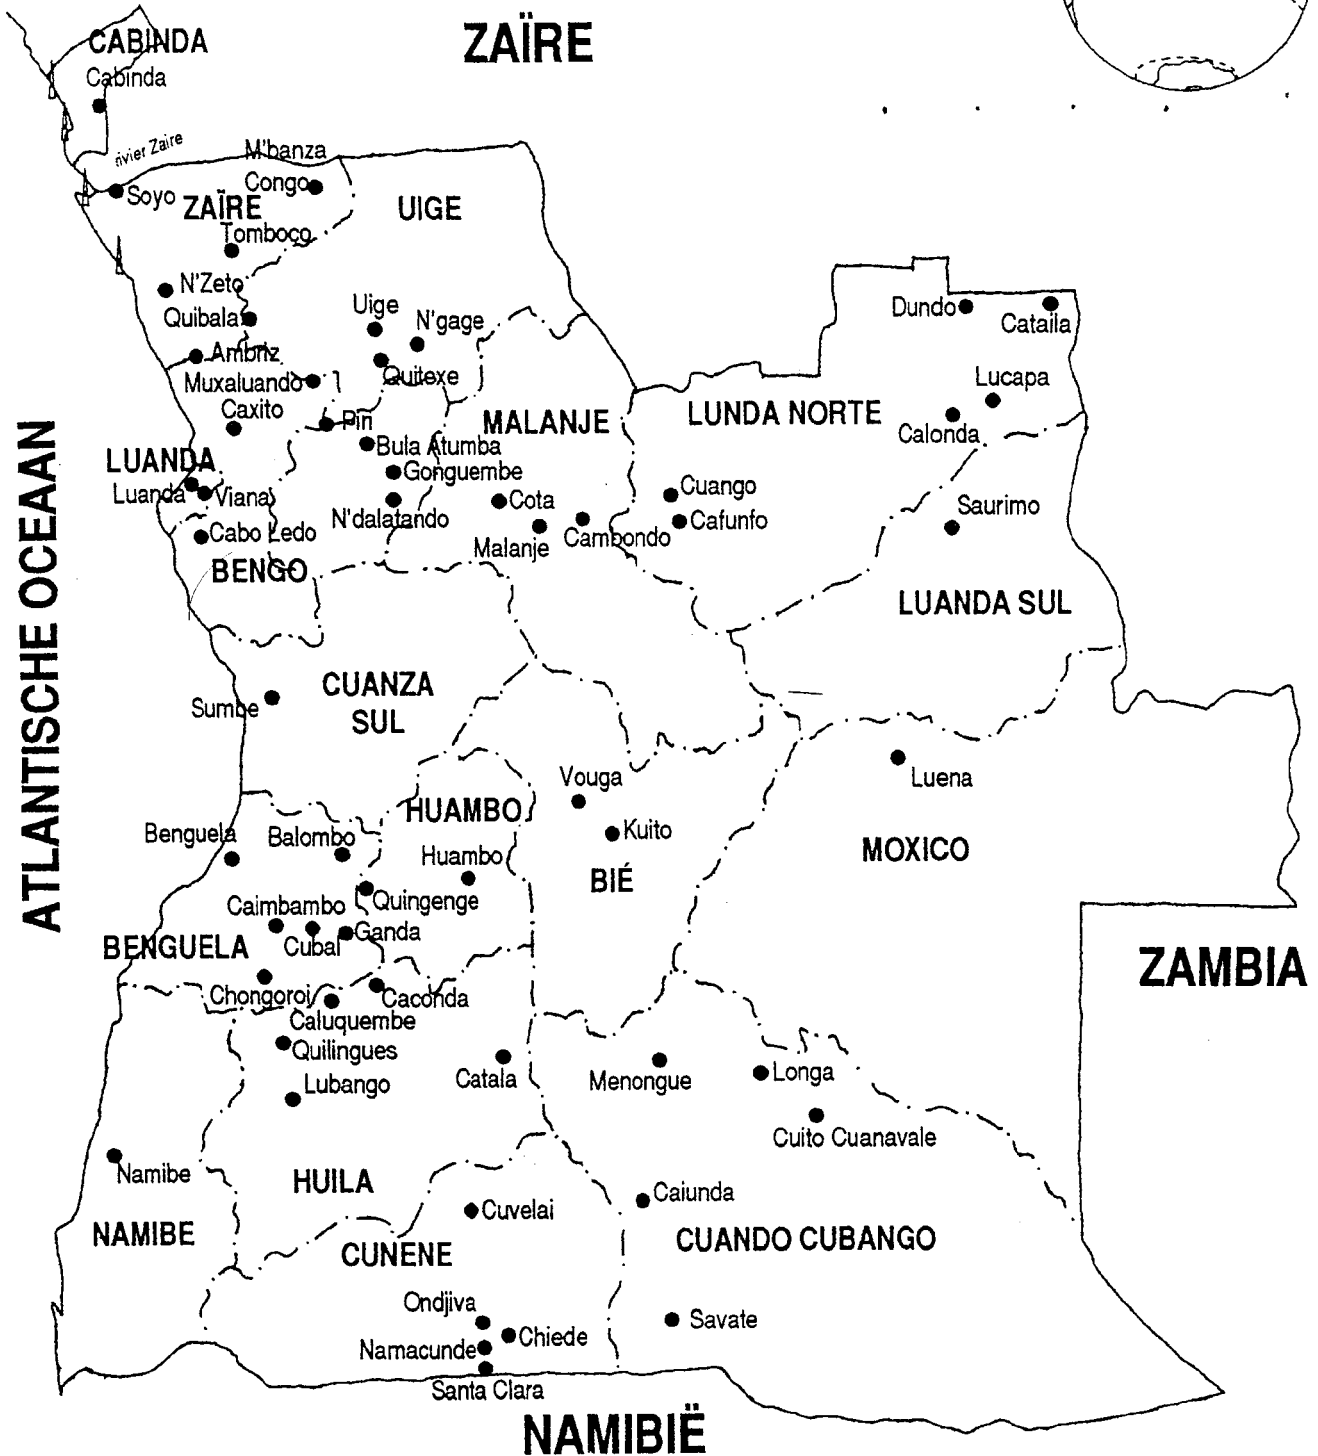 CABINDA
ZAÏRE
Cabinda
rivier Zaire
M'banza
Congo
Soyo
ZAÏRE
UIGE
Tomboco
N'Zeto
Quibala
Uige
N'gage
Dundo
Cataila
Ambriz
Muxaluando
Quitexe
Lucapa
Caxito
Pin
MALANJE
LUNDA NORTE
Calonda
Bula Atumba
LUANDA
Gonguembe
Luanda
Viana
Cota
Cuango
Saurimo
N'dalatando
Cafunfo
Cabo Ledo
Malanje
Cambondo
BENGO
LUANDA SUL
ATLANTISCHE OCEAAN
CUANZA
SUL
Sumbe
Vouga
Luena
HUAMBO
Benguela
Balombo
Kuito
Huambo
MOXICO
BIÉ
Caimbambo
Quingenge
Cubal
Ganda
BENGUELA
ZAMBIA
Chongoroi
Caconda
Caluquembe
Quilingues
Lubango
Catala
Menongue
Longa
Cuito Cuanavale
Namibe
HUILA
Caiunda
Cuvelai
NAMIBE
CUNENE
CUANDO CUBANGO
Ondjiva
Savate
Chiede
Namacunde
Santa Clara
NAMIBIË